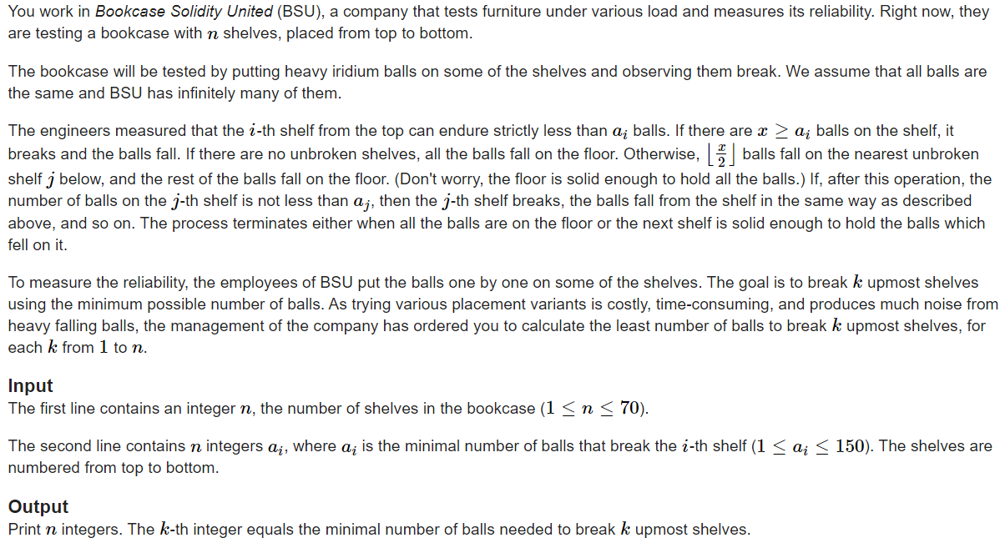 You work in Bookcase Solidity United (BSU), a company that tests furniture under various load and measures its reliability. Right now, they
are testing a bookcase with n shelves, placed from top to bottom.
The bookcase will be tested by putting heavy iridium balls on some of the shelves and observing them break. We assume that all balls are
the same and BSU has infinitely many of them.
The engineers measured that the i-th shelf from the top can endure strictly less than a_i balls. If there are x ≥ a_i balls on the shelf, it
breaks and the balls fall. If there are no unbroken shelves, all the balls fall on the floor. Otherwise, ⌊x/2⌋ balls fall on the nearest unbroken
shelf j below, and the rest of the balls fall on the floor. (Don't worry, the floor is solid enough to hold all the balls.) If, after this operation, the
number of balls on the j-th shelf is not less than a_j, then the j-th shelf breaks, the balls fall from the shelf in the same way as described
above, and so on. The process terminates either when all the balls are on the floor or the next shelf is solid enough to hold the balls which
fell on it.
To measure the reliability, the employees of BSU put the balls one by one on some of the shelves. The goal is to break k upmost shelves
using the minimum possible number of balls. As trying various placement variants is costly, time-consuming, and produces much noise from
heavy falling balls, the management of the company has ordered you to calculate the least number of balls to break k upmost shelves, for
each k from 1 to n.
Input
The first line contains an integer n, the number of shelves in the bookcase (1 ≤ n ≤ 70).
The second line contains n integers a_i, where a_i is the minimal number of balls that break the i-th shelf (1 ≤ a_i ≤ 150). The shelves are
numbered from top to bottom.
Output
Print n integers. The k-th integer equals the minimal number of balls needed to break k upmost shelves.